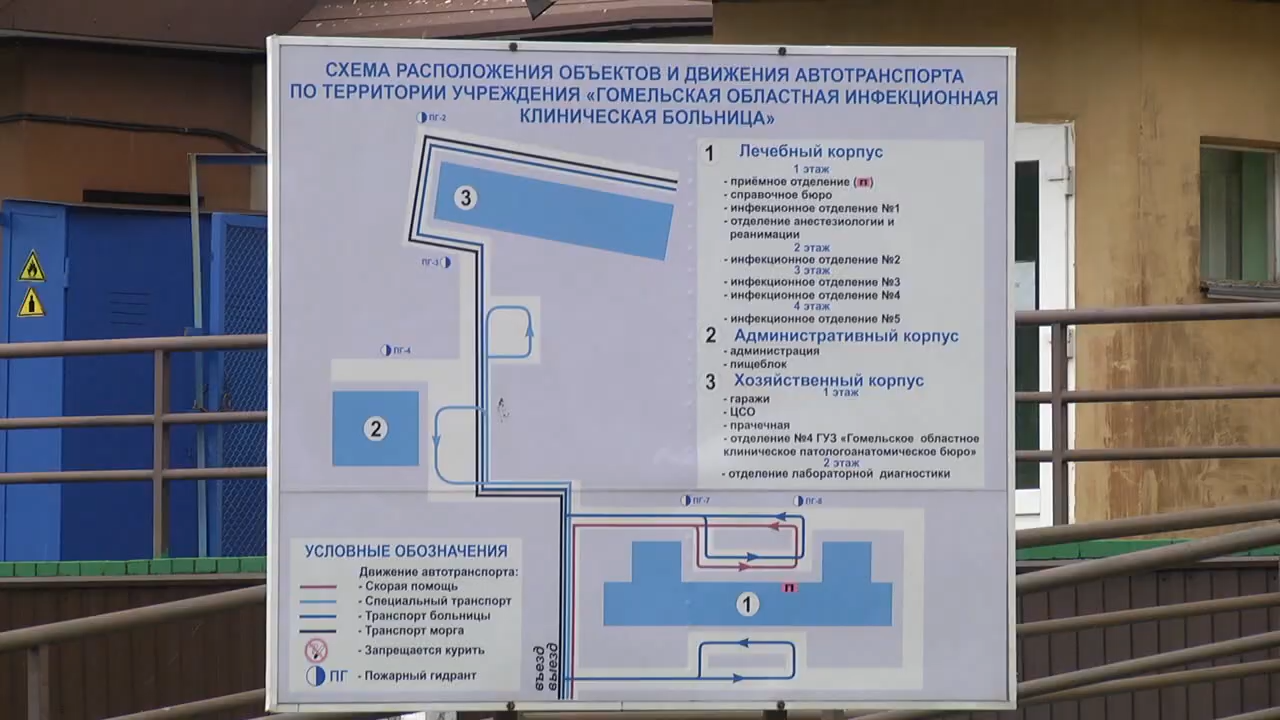 СХЕМА РАСПОЛОЖЕНИЯ ОБЪЕКТОВ И ДВИЖЕНИЯ АВТОТРАНСПОРТА
ПО ТЕРРИТОРИИ УЧРЕЖДЕНИЯ «ГОМЕЛЬСКАЯ ОБЛАСТНАЯ ИНФЕКЦИОННАЯ
КЛИНИЧЕСКАЯ БОЛЬНИЦА»
ПГ-2
3
ПГ-3
ПГ-4
2
1 Лечебный корпус
1 этаж
- приёмное отделение (п)
- справочное бюро
- инфекционное отделение №1
- отделение анестезиологии и
реанимации
2 этаж
- инфекционное отделение №2
3 этаж
- инфекционное отделение №3
- инфекционное отделение №4
4 этаж
- инфекционное отделение №5
2 Административный корпус
- администрация
- пищеблок
3 Хозяйственный корпус
1 этаж
- гаражи
- ЦСО
- прачечная
- отделение №4 ГУЗ «Гомельское областное
клиническое патологоанатомическое бюро»
2 этаж
- отделение лабораторной диагностики
ПГ-7
ПГ-8
п
1
въезд
выезд
УСЛОВНЫЕ ОБОЗНАЧЕНИЯ
Движение автотранспорта:
- Скорая помощь
- Специальный транспорт
- Транспорт больницы
- Транспорт морга
- Запрещается курить
ПГ - Пожарный гидрант